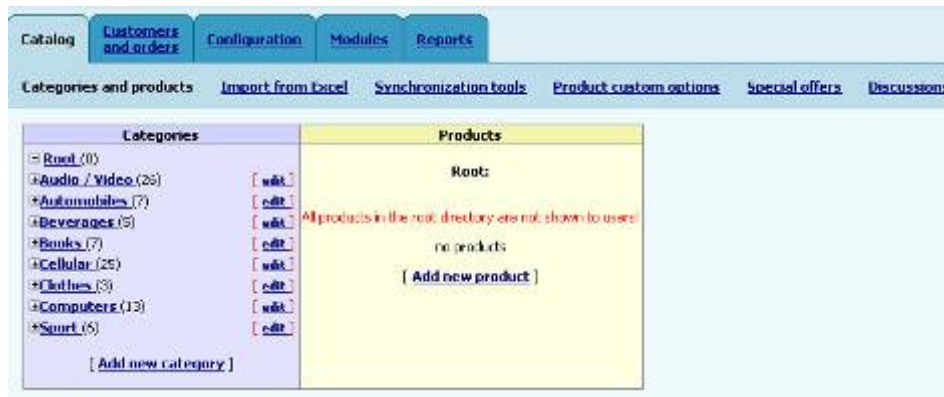 Catalog
Customers and orders
Configuration
Modules
Reports
Categories and products
Import from Excel
Synchronization tools
Product custom options
Special offers
Discussions
Categories
Products
Root (0)
Audio / Video (26) [ edit ]
Automobiles (7) [ edit ]
Beverages (5) [ edit ]
Books (7) [ edit ]
Cellular (25) [ edit ]
Clothes (3) [ edit ]
Computers (13) [ edit ]
Sport (6) [ edit ]
[ Add new category ]
Root:
All products in the root directory are not shown to users!
no products
[ Add new product ]